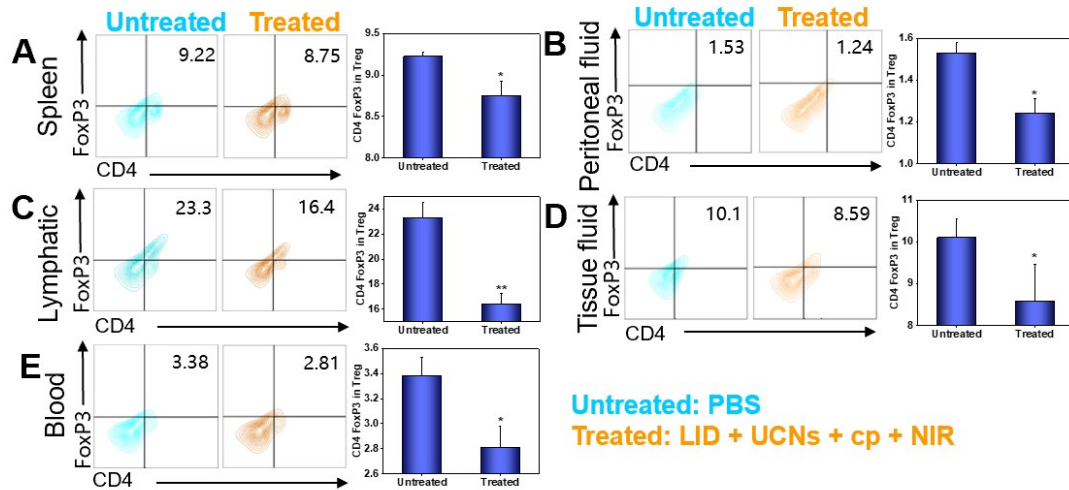 Untreated Treated
A
Spleen
FoxP3
9.22
8.75
CD4
CD4 FoxP3 in Treg
9.5
9.0
8.5
8.0
*
Untreated Treated
Untreated Treated
B
Peritoneal fluid
FoxP3
1.53
1.24
CD4
CD4 FoxP3 in Treg
1.6
1.4
1.2
1.0
*
Untreated Treated
C
Lymphatic
FoxP3
23.3
16.4
CD4
CD4 FoxP3 in Treg
24
22
20
18
16
**
Untreated Treated
D
Tissue fluid
FoxP3
10.1
8.59
CD4
CD4 FoxP3 in Treg
11
10
9
8
*
Untreated Treated
E
Blood
FoxP3
3.38
2.81
CD4
CD4 FoxP3 in Treg
3.6
3.4
3.2
3.0
2.8
2.6
*
Untreated Treated
Untreated: PBS
Treated: LID + UCNs + cp + NIR